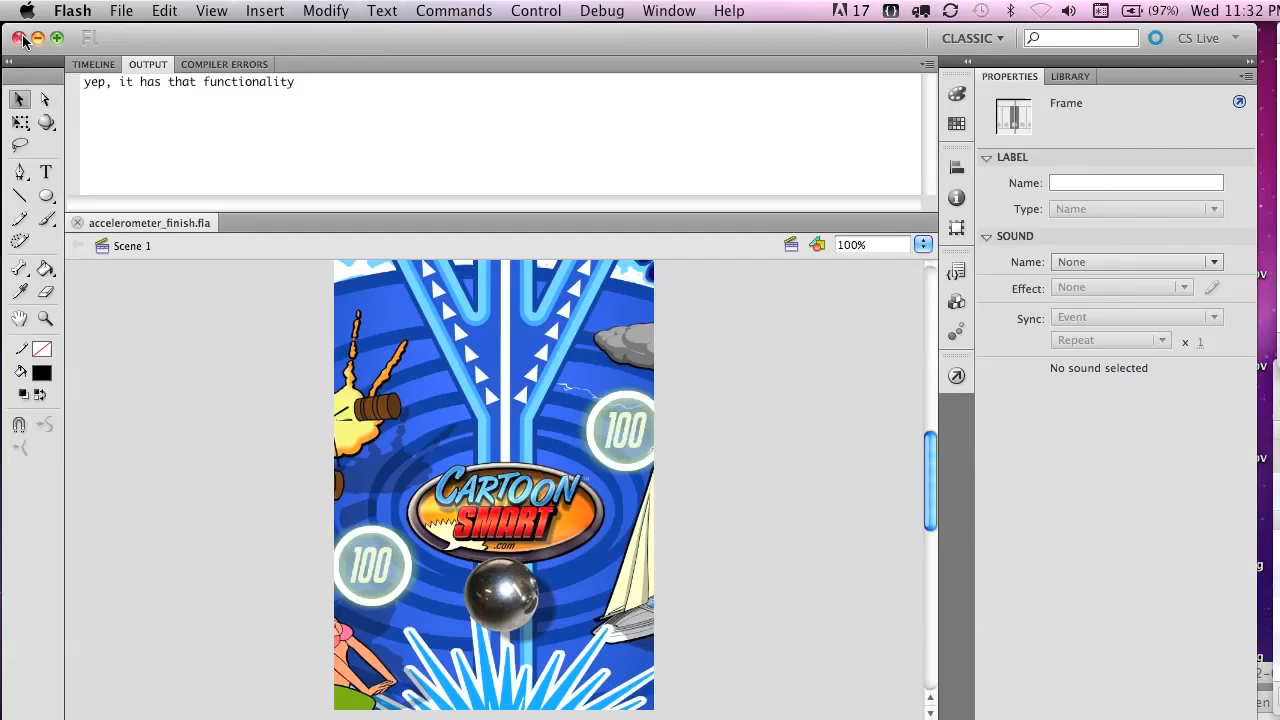 Flash File Edit View Insert Modify Text Commands Control Debug Window Help 17 (97%) Wed 11:32 P
Fl CLASSIC CS Live
TIMELINE OUTPUT COMPILER ERRORS
yep, it has that functionality
accelerometer_finish.fla
Scene 1 100%
100
CARTOON
SMART
.com
100
PROPERTIES LIBRARY
Frame
LABEL
Name:
Type: Name
SOUND
Name: None
Effect: None
Sync: Event
Repeat x 1
No sound selected